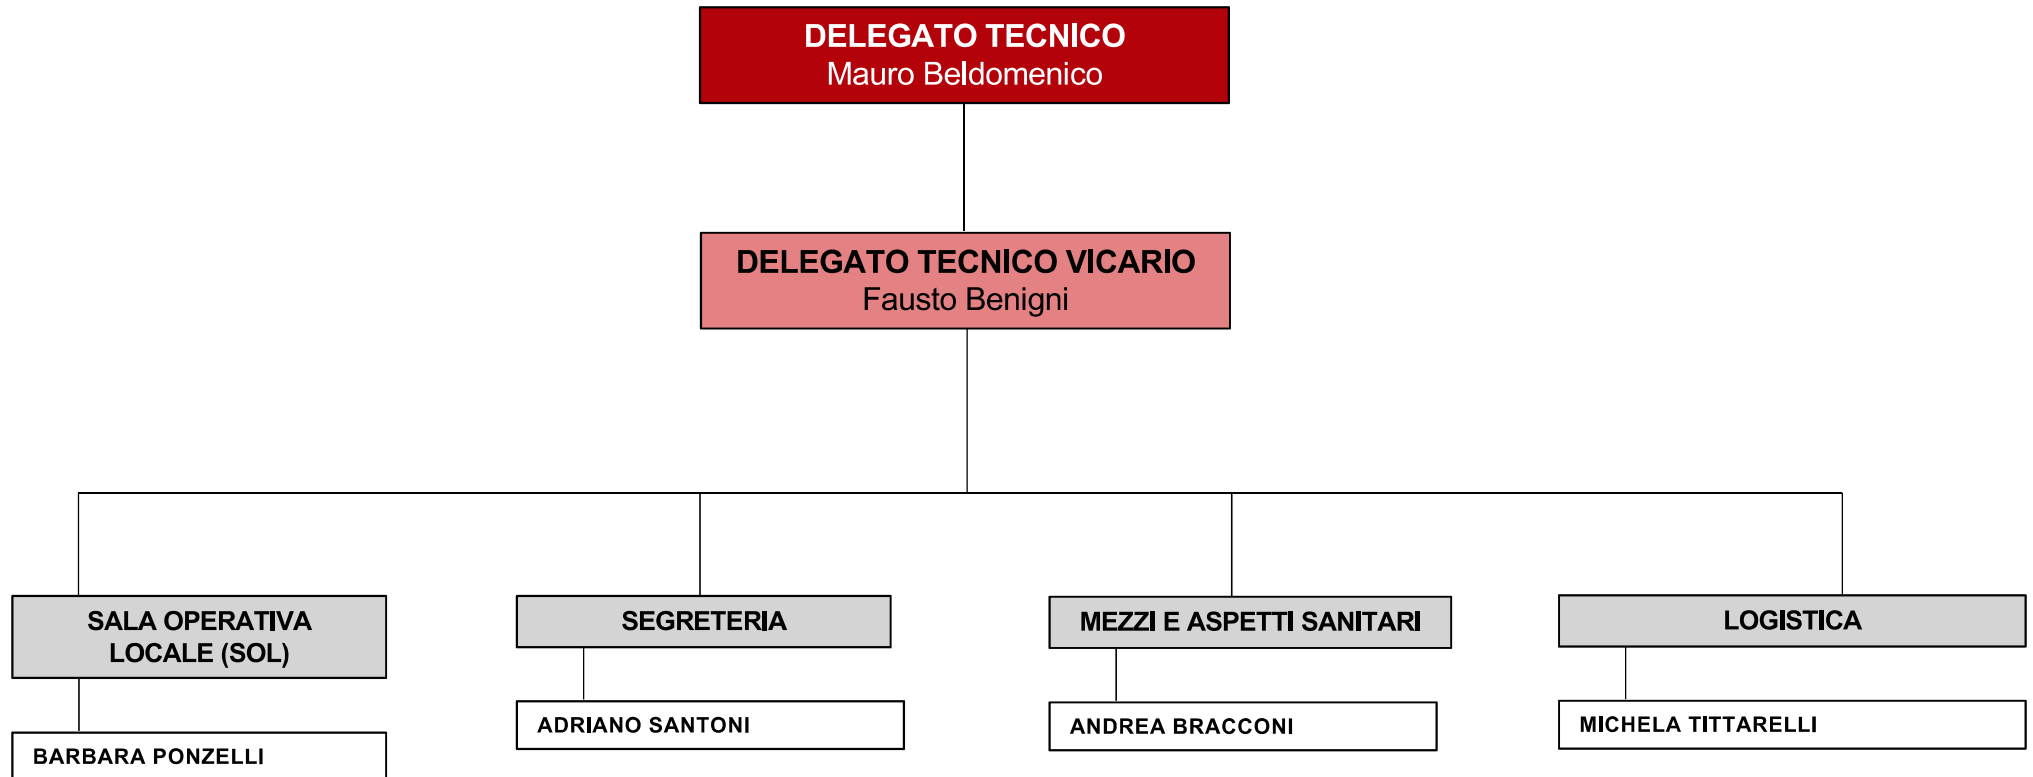 DELEGATO TECNICO
Mauro Beldomenico
DELEGATO TECNICO VICARIO
Fausto Benigni
SALA OPERATIVA
LOCALE (SOL)
BARBARA PONZELLI
SEGRETERIA
ADRIANO SANTONI
MEZZI E ASPETTI SANITARI
ANDREA BRACCONI
LOGISTICA
MICHELA TITTARELLI